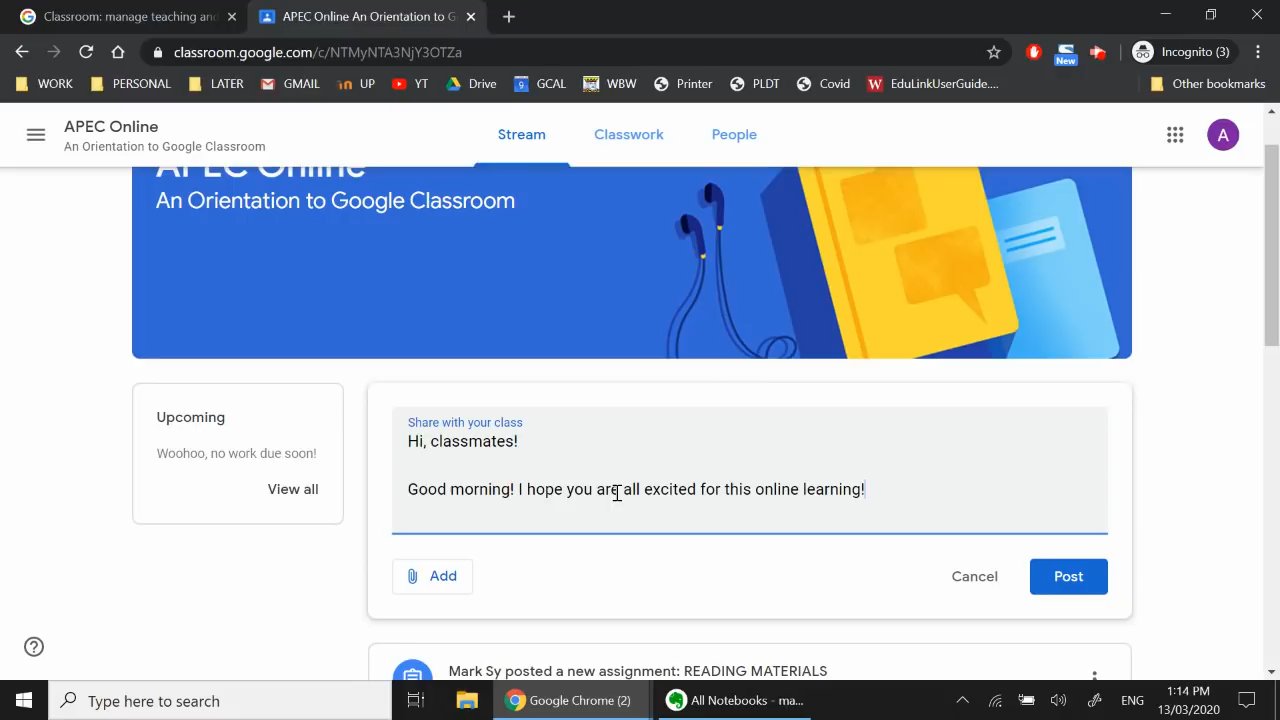 Classroom: manage teaching and
APEC Online An Orientation to G
classroom.google.com/c/NTMyNTA3NjY3OTZa
New
Incognito (3)
WORK
PERSONAL
LATER
GMAIL
UP
YT
Drive
GCAL
WBW
Printer
PLDT
Covid
EduLinkUserGuide....
Other bookmarks
APEC Online
An Orientation to Google Classroom
Stream
Classwork
People
A
APEC Online
An Orientation to Google Classroom
Upcoming
Woohoo, no work due soon!
View all
Share with your class
Hi, classmates!
Good morning! I hope you are all excited for this online learning!
Add
Cancel
Post
Mark Sy posted a new assignment: READING MATERIALS
Type here to search
Google Chrome (2)
All Notebooks - ma...
ENG
1:14 PM
13/03/2020